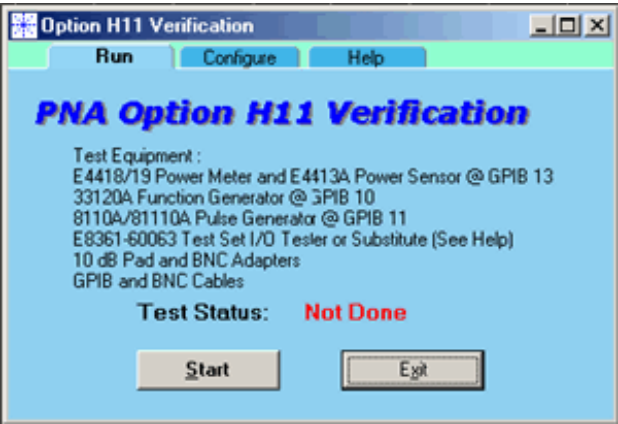 Option H11 Verification
Run Configure Help
PNA Option H11 Verification
Test Equipment :
E4418/19 Power Meter and E4413A Power Sensor @ GPIB 13
33120A Function Generator @ GPIB 10
8110A/81110A Pulse Generator @ GPIB 11
E8361-60063 Test Set I/O Tester or Substitute (See Help)
10 dB Pad and BNC Adapters
GPIB and BNC Cables
Test Status: Not Done
Start Exit